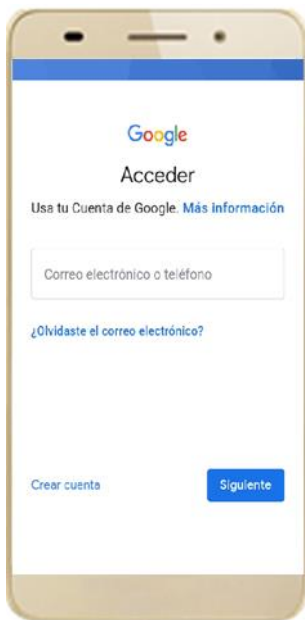 Google
Acceder
Usa tu Cuenta de Google. Más información
Correo electrónico o teléfono
¿Olvidaste el correo electrónico?
Crear cuenta
Siguiente